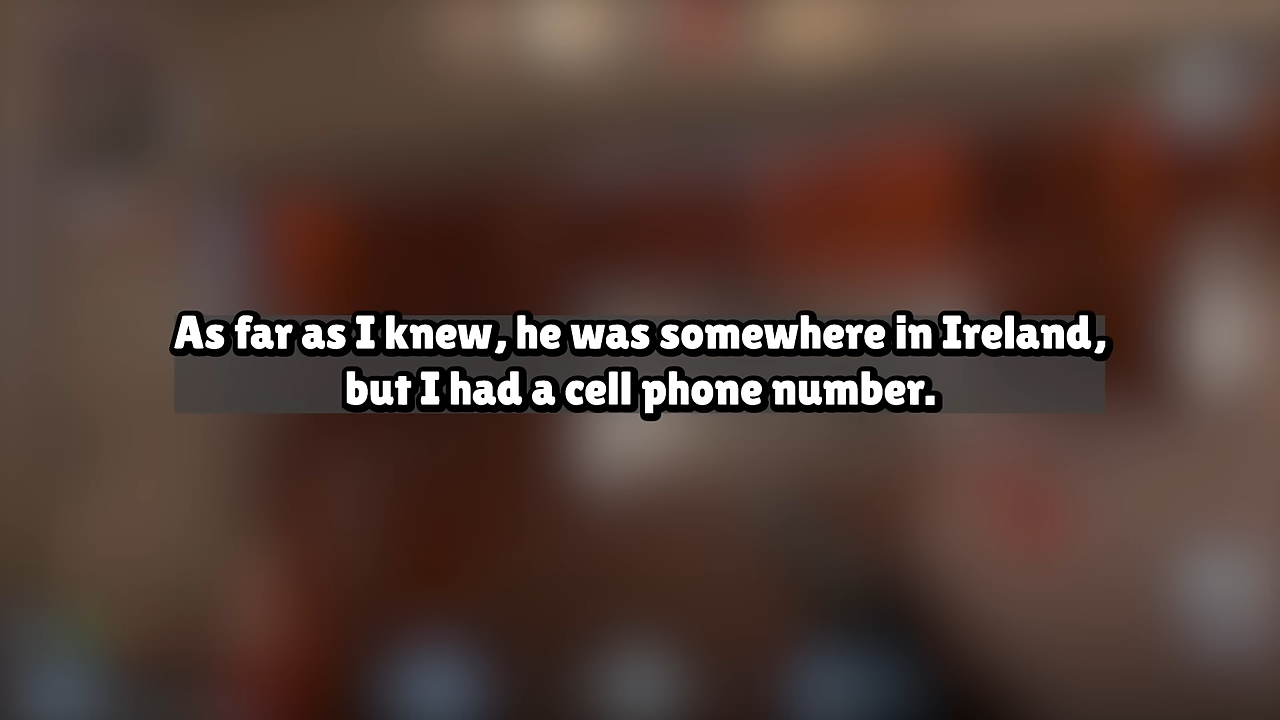 As far as I knew, he was somewhere in Ireland,
but I had a cell phone number.